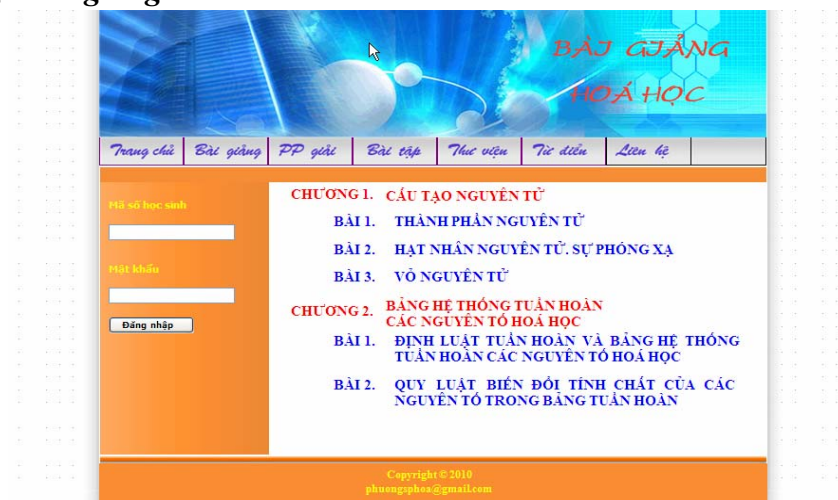 BÀI GIẢNG
HOÁ HỌC
Trang chủ Bài giảng PP giải Bài tập Thư viện Từ điển Liên hệ
Mã số học sinh
Mật khẩu
Đăng nhập
CHƯƠNG 1. CẤU TẠO NGUYÊN TỬ
BÀI 1. THÀNH PHẦN NGUYÊN TỬ
BÀI 2. HẠT NHÂN NGUYÊN TỬ. SỰ PHÓNG XẠ
BÀI 3. VỎ NGUYÊN TỬ
CHƯƠNG 2. BẢNG HỆ THỐNG TUẦN HOÀN
CÁC NGUYÊN TỐ HOÁ HỌC
BÀI 1. ĐỊNH LUẬT TUẦN HOÀN VÀ BẢNG HỆ THỐNG
TUẦN HOÀN CÁC NGUYÊN TỐ HOÁ HỌC
BÀI 2. QUY LUẬT BIẾN ĐỔI TÍNH CHẤT CỦA CÁC
NGUYÊN TỐ TRONG BẢNG TUẦN HOÀN
Copyright © 2010
phuongsphoa@gmail.com